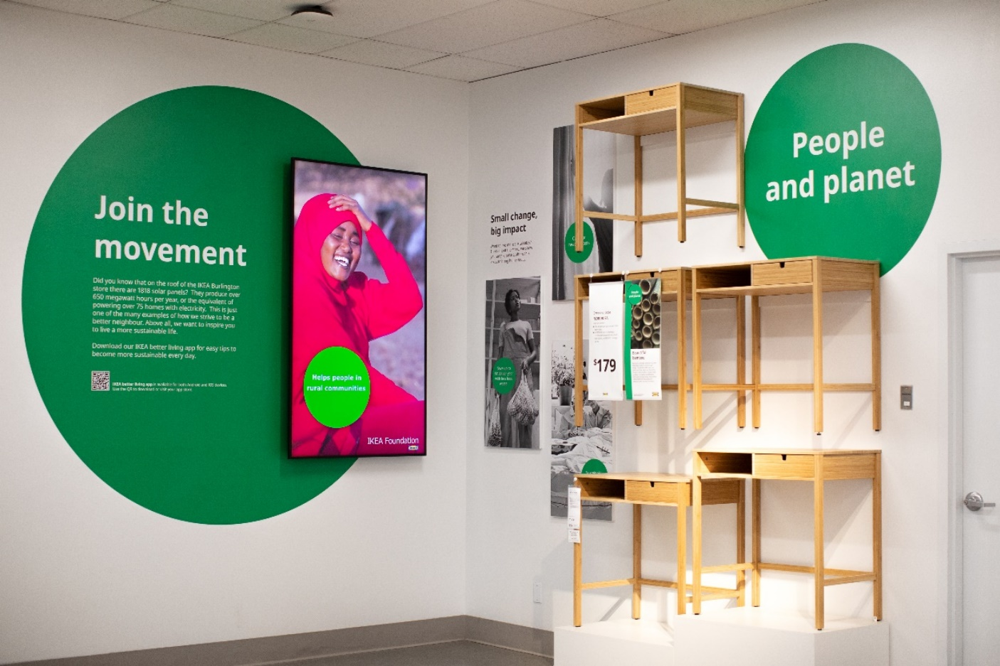 Join the
movement
Did you know that on the roof of the IKEA Burlington
store there are 1818 solar panels? They produce over
650 megawatt hours per year, or the equivalent of
powering over 75 homes with electricity. This is just
one of the many examples of how we strive to be a
better neighbour. Above all, we want to inspire you
to live a more sustainable life.
Download our IKEA better living app for easy tips to
become more sustainable every day.
IKEA better living app is available for both Android and iOS devices.
Use the QR to download or visit your app store.
Helps people in
rural communities
IKEA Foundation
Small change,
big impact
People
and planet
$179
Beautiful
bamboo